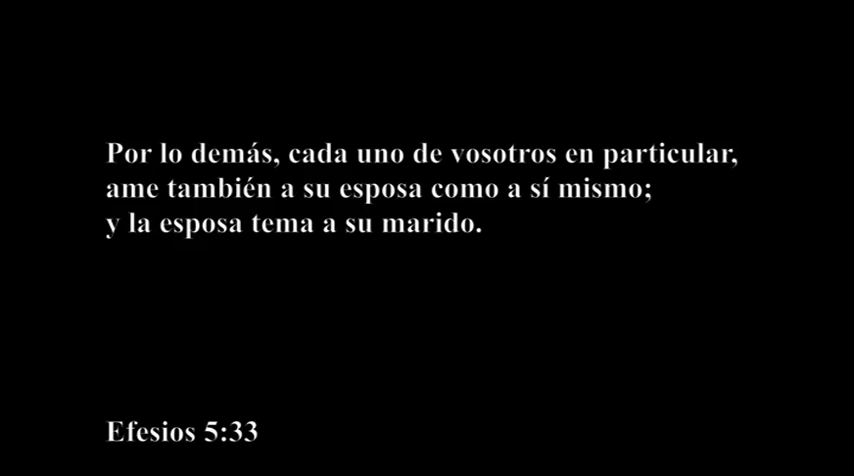 Por lo demás, cada uno de vosotros en particular,
ame también a su esposa como a sí mismo;
y la esposa tema a su marido.
Efesios 5:33